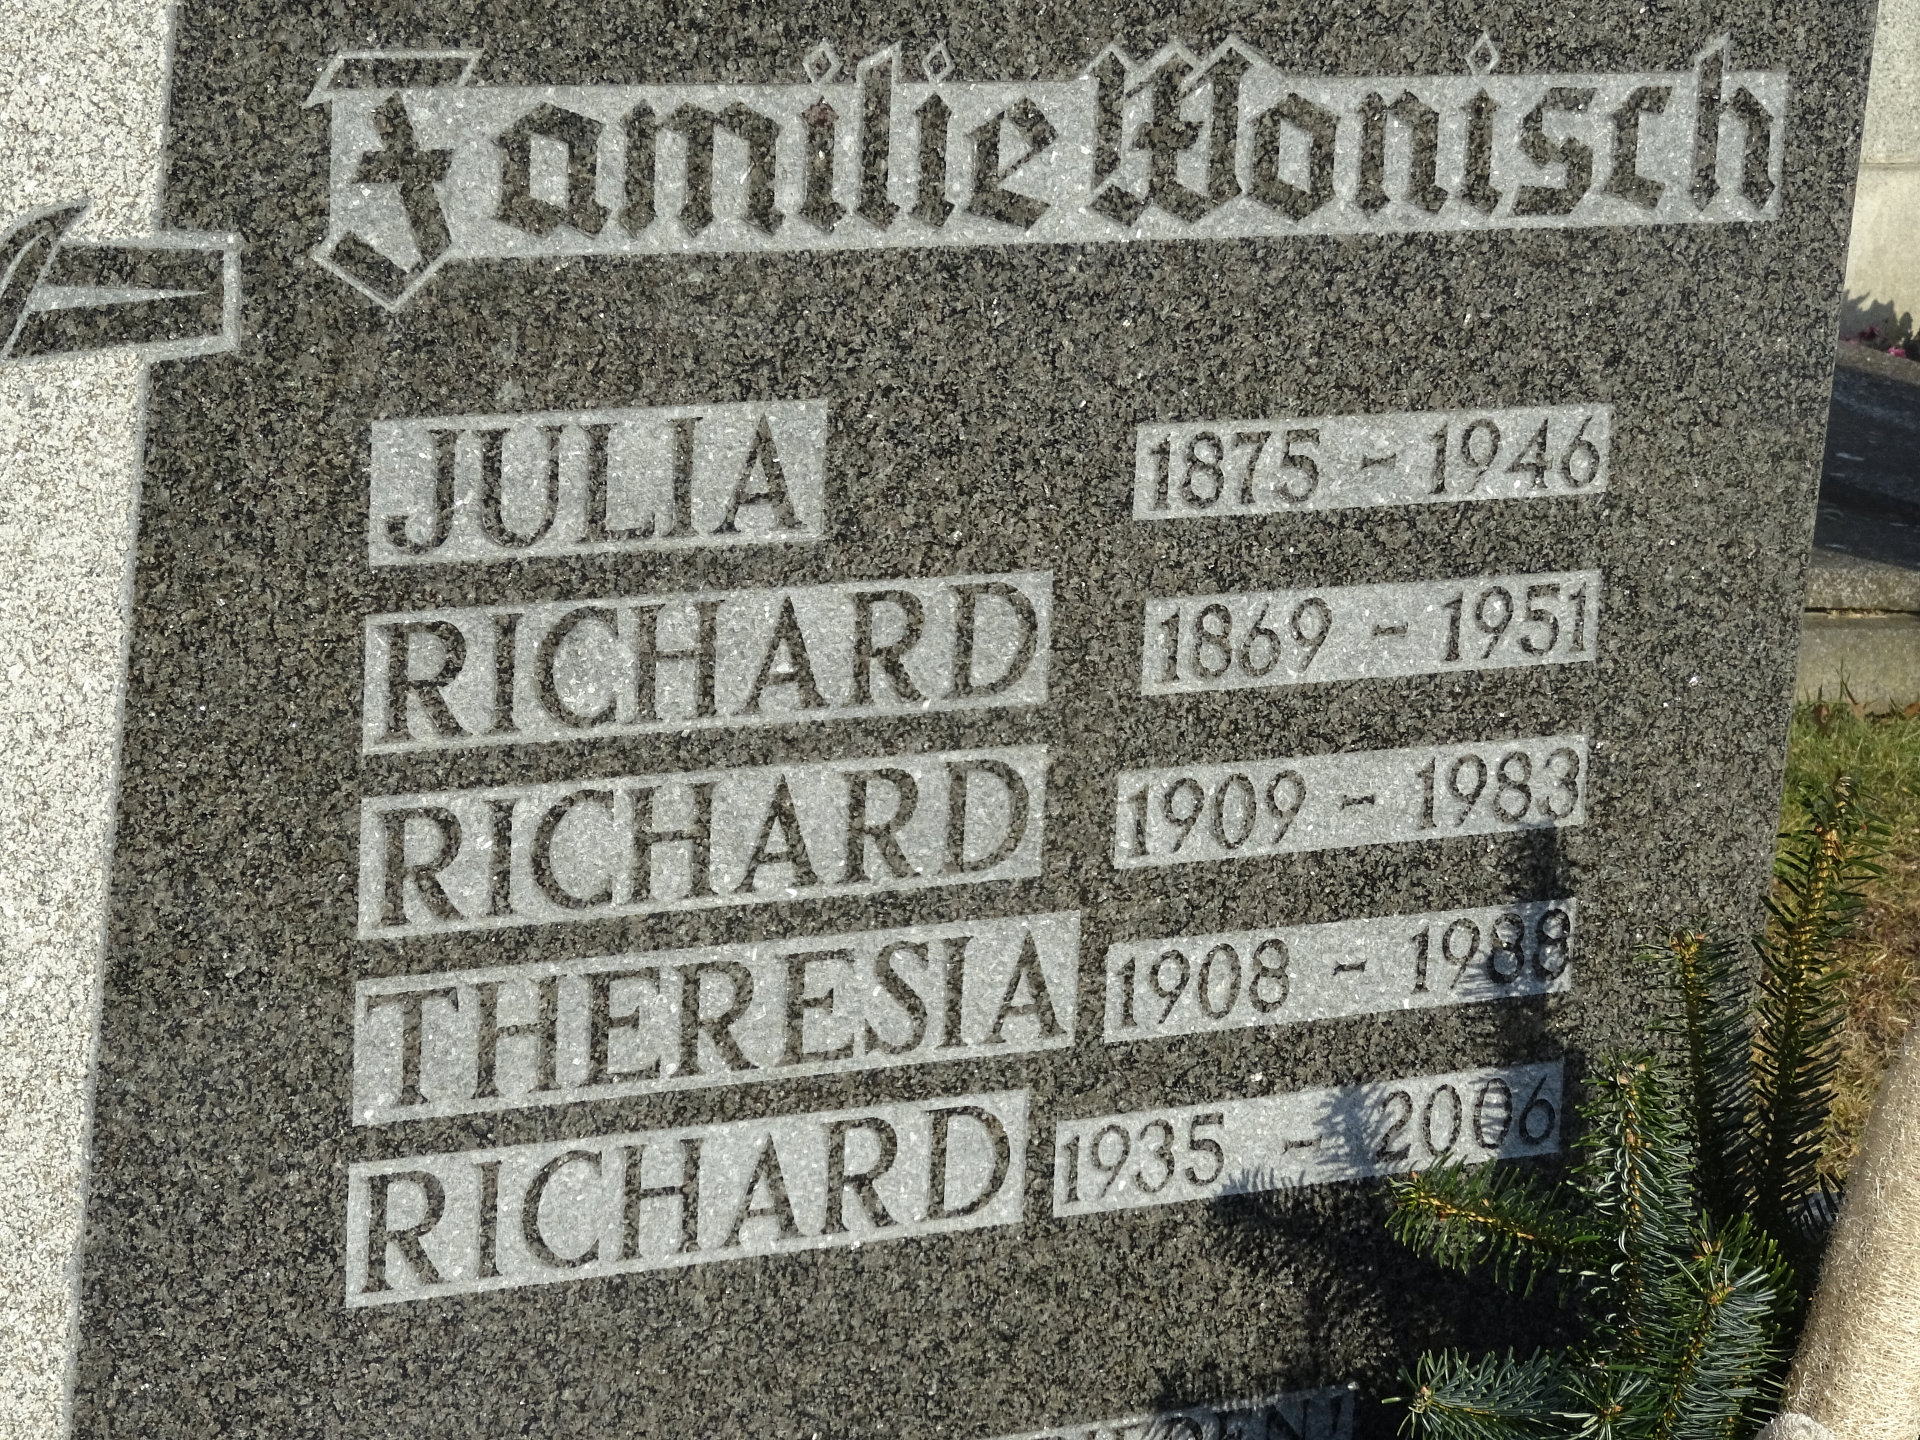 Familie Wonisch
JULIA 1875 - 1946
RICHARD 1869 - 1951
RICHARD 1909 - 1983
THERESIA 1908 - 1988
RICHARD 1935 - 2006